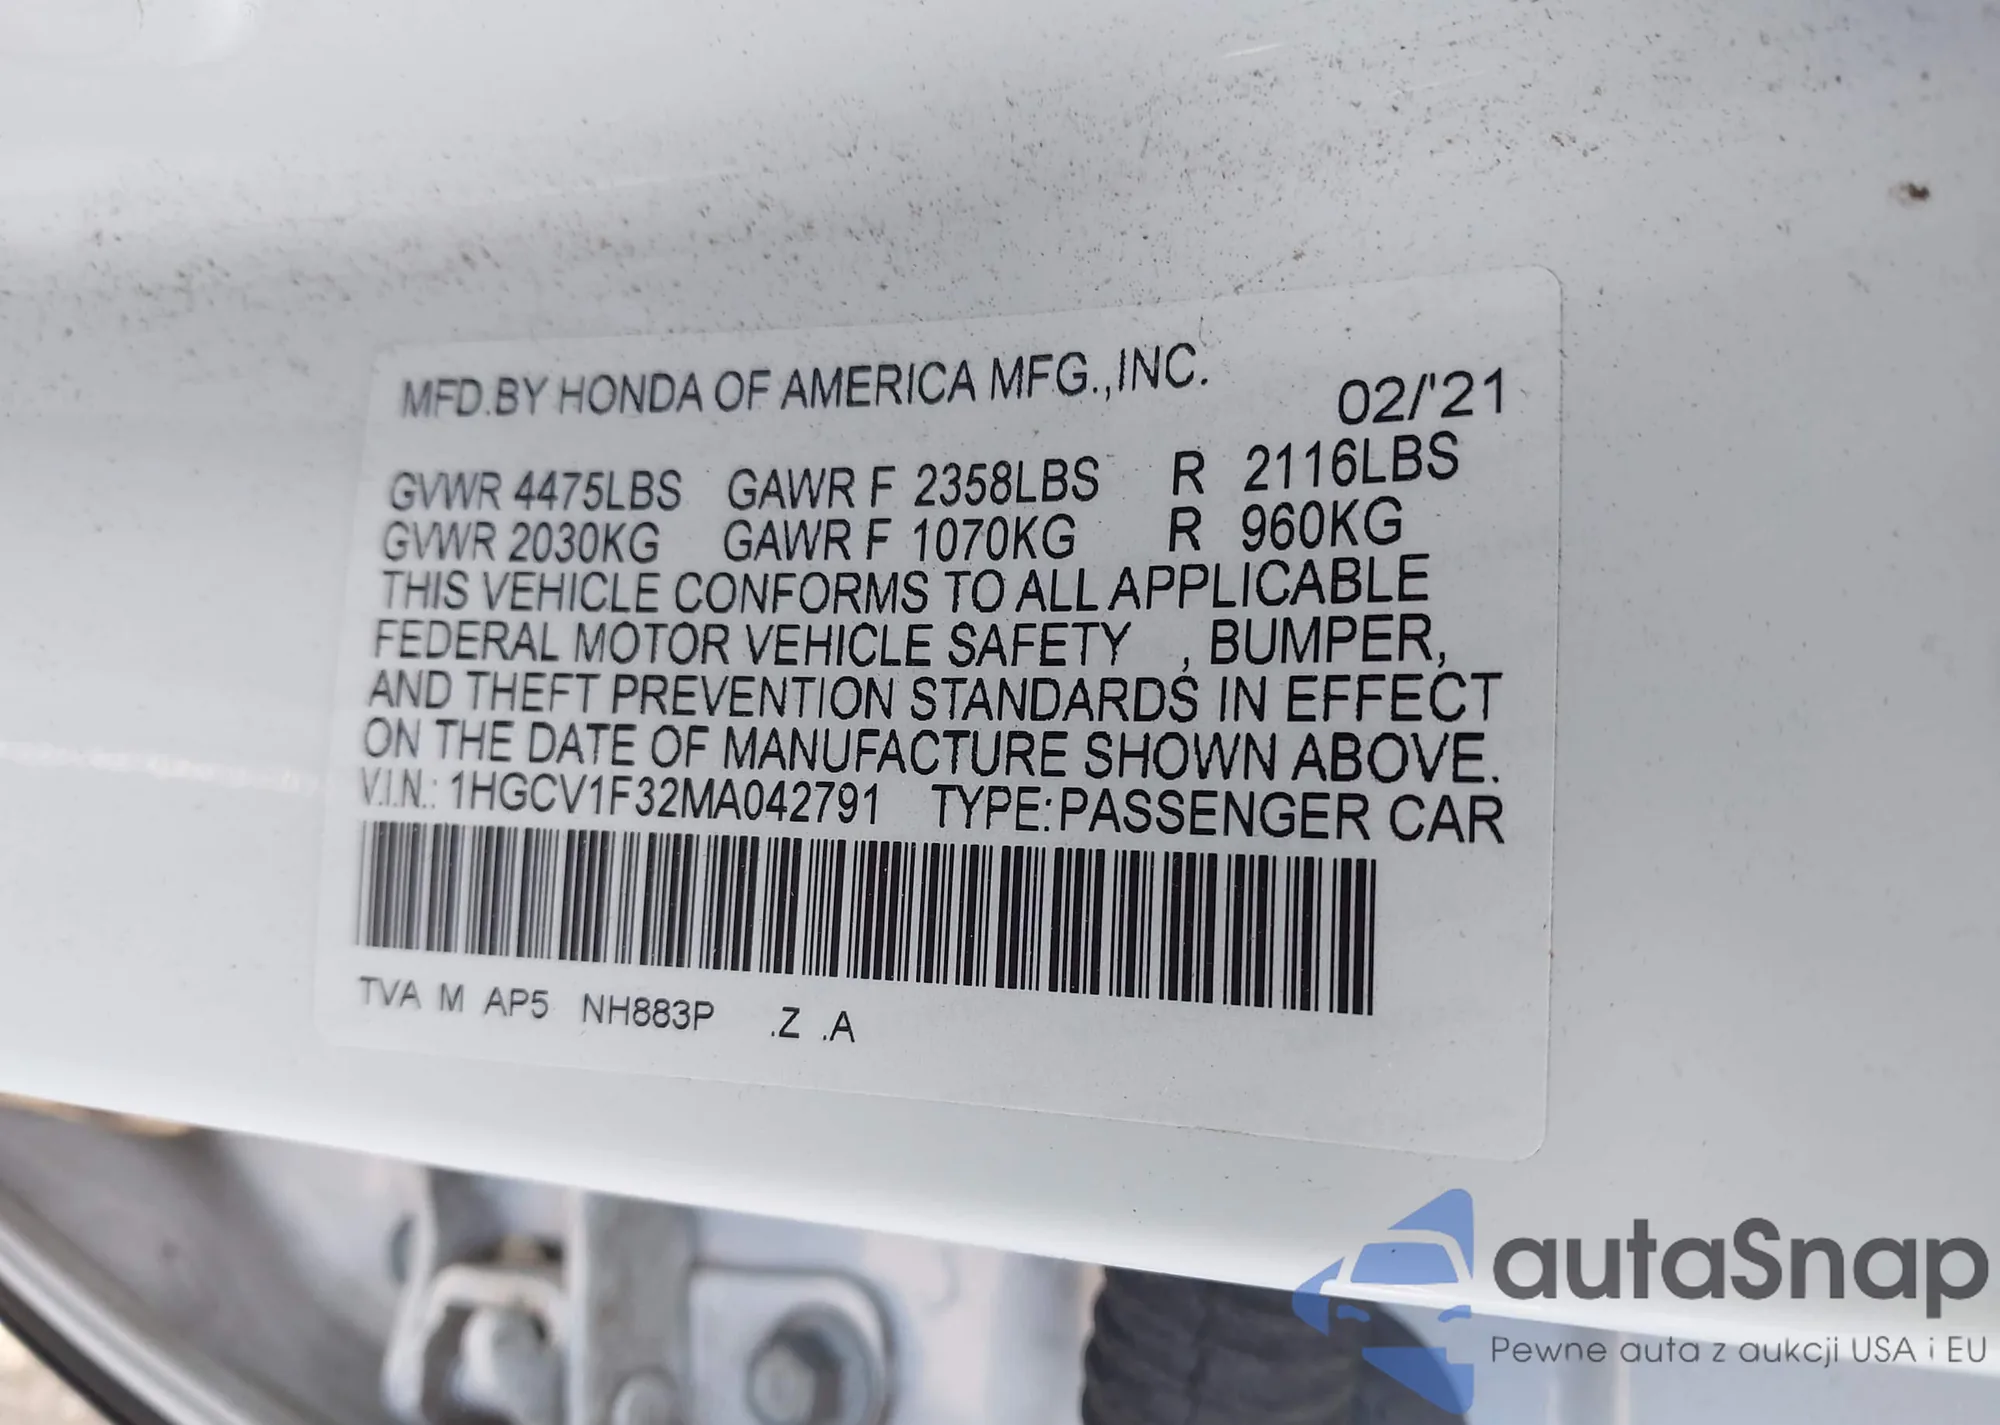 MFD.BY HONDA OF AMERICA MFG.,INC. 02/'21
GVWR 4475LBS GAWR F 2358LBS R 2116LBS
GVWR 2030KG GAWR F 1070KG R 960KG
THIS VEHICLE CONFORMS TO ALL APPLICABLE
FEDERAL MOTOR VEHICLE SAFETY , BUMPER,
AND THEFT PREVENTION STANDARDS IN EFFECT
ON THE DATE OF MANUFACTURE SHOWN ABOVE.
V.I.N.: 1HGCV1F32MA042791 TYPE:PASSENGER CAR
TVA M AP5 NH883P .Z .A
autaSnap
Pewne auta z aukcji USA i EU